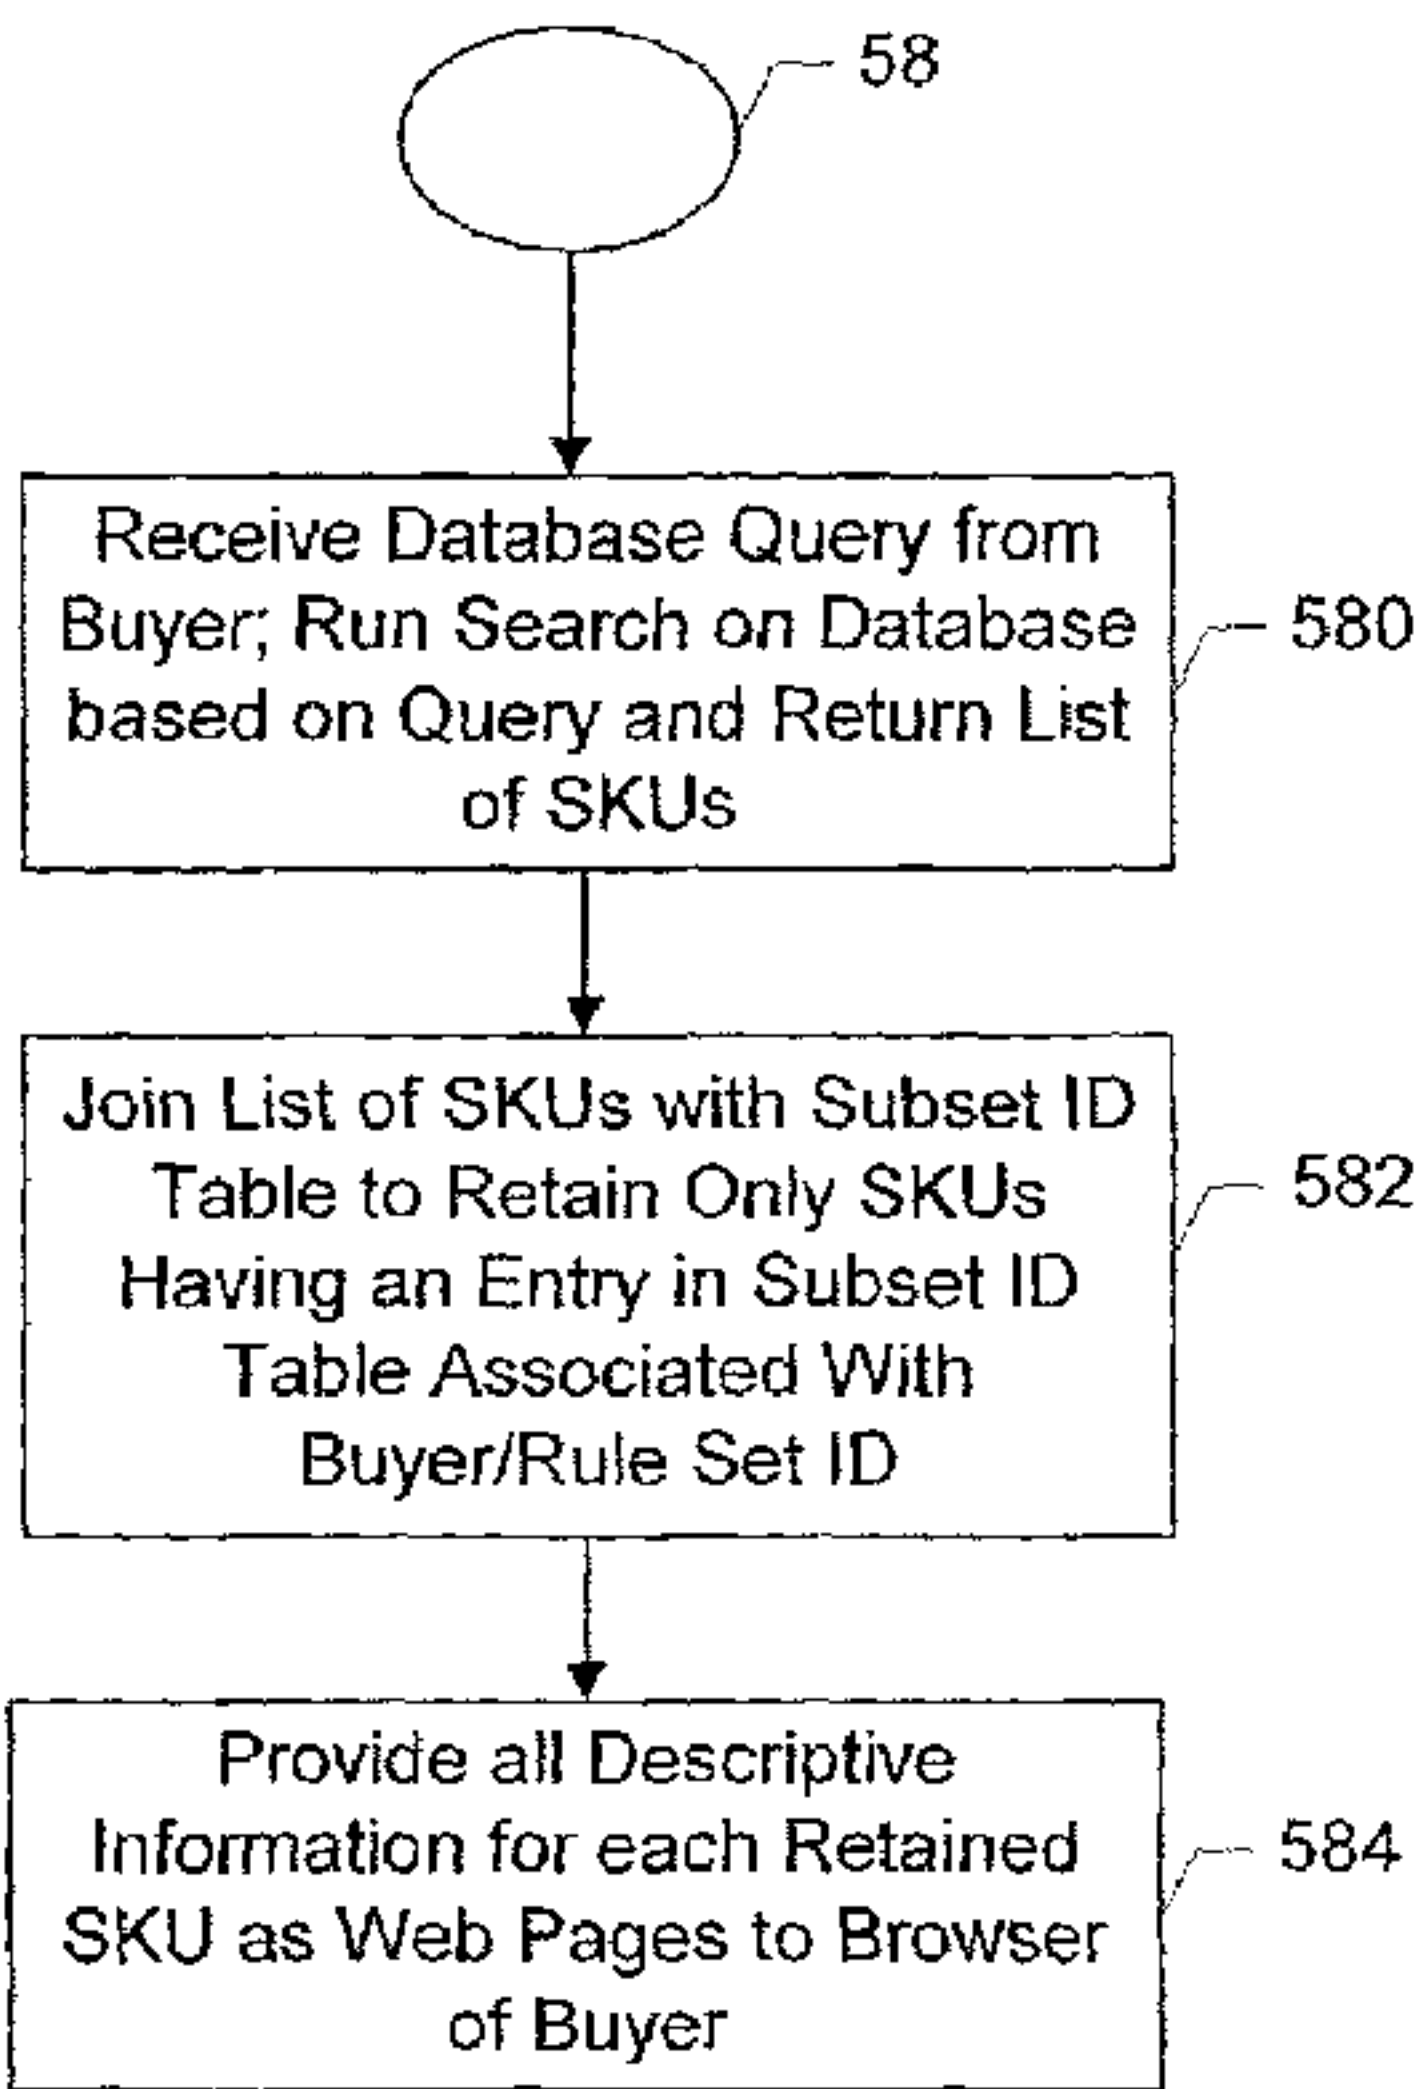 58
Receive Database Query from
Buyer; Run Search on Database
based on Query and Return List
of SKUs
580
Join List of SKUs with Subset ID
Table to Retain Only SKUs
Having an Entry in Subset ID
Table Associated With
Buyer/Rule Set ID
582
Provide all Descriptive
Information for each Retained
SKU as Web Pages to Browser
of Buyer
584